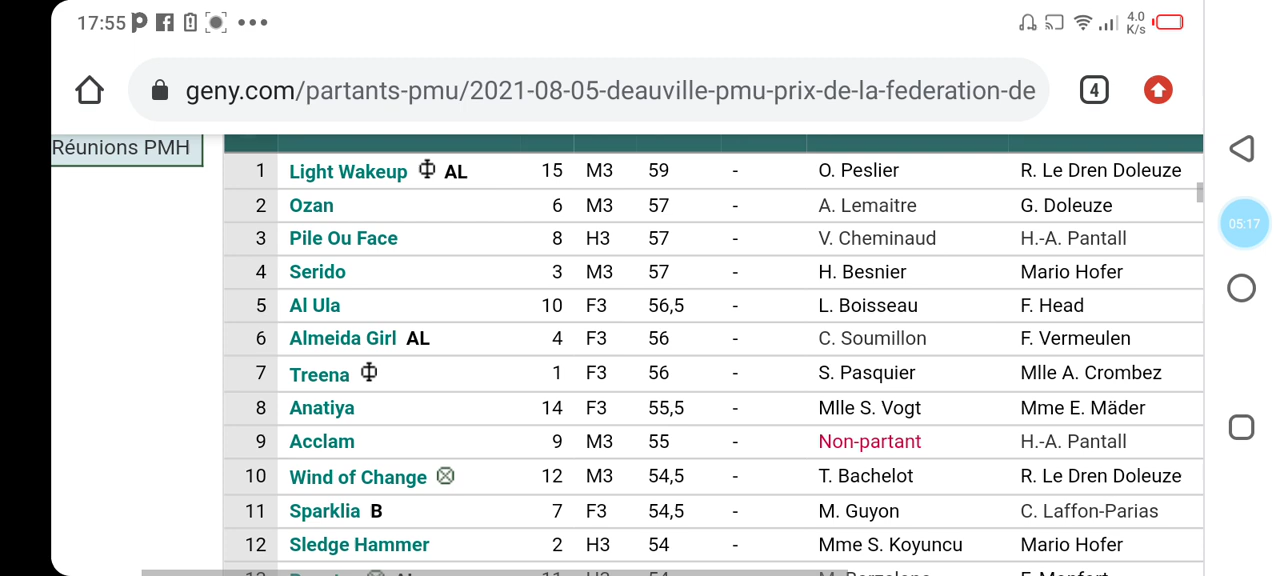 17:55
4.0 K/s
geny.com/partants-pmu/2021-08-05-deauville-pmu-prix-de-la-federation-de
4
Réunions PMH
1 Light Wakeup AL 15 M3 59 - O. Peslier R. Le Dren Doleuze
2 Ozan 6 M3 57 - A. Lemaitre G. Doleuze
3 Pile Ou Face 8 H3 57 - V. Cheminaud H.-A. Pantall
4 Serido 3 M3 57 - H. Besnier Mario Hofer
5 Al Ula 10 F3 56,5 - L. Boisseau F. Head
05:17
6 Almeida Girl AL 4 F3 56 - C. Soumillon F. Vermeulen
7 Treena 1 F3 56 - S. Pasquier Mlle A. Crombez
8 Anatiya 14 F3 55,5 - Mlle S. Vogt Mme E. Mäder
9 Acclam 9 M3 55 - Non-partant H.-A. Pantall
10 Wind of Change 12 M3 54,5 - T. Bachelot R. Le Dren Doleuze
11 Sparklia B 7 F3 54,5 - M. Guyon C. Laffon-Parias
12 Sledge Hammer 2 H3 54 - Mme S. Koyuncu Mario Hofer